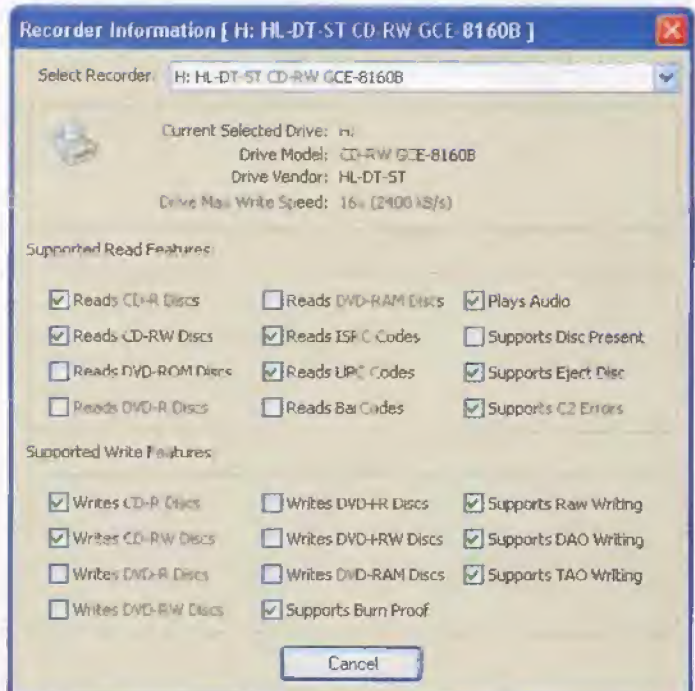 Recorder Information [ H: HL-DT-ST CD-RW GCE-8160B ]
Select Recorder: H: HL-DT-ST CD-RW GCE-8160B
Current Selected Drive: H:
Drive Model: CD-RW GCE-8160B
Drive Vendor: HL-DT-ST
Drive Max Write Speed: 16x (2400 kB/s)
Supported Read Features:
Reads CD-R Discs Reads DVD-RAM Discs Plays Audio
Reads CD-RW Discs Reads ISRC Codes Supports Disc Present
Reads DVD-ROM Discs Reads UPC Codes Supports Eject Disc
Reads DVD-R Discs Reads Bar Codes Supports C2 Errors
Supported Write Features
Writes CD-R Discs Writes DVD+R Discs Supports Raw Writing
Writes CD-RW Discs Writes DVD+RW Discs Supports DAO Writing
Writes DVD-R Discs Writes DVD-RAM Discs Supports TAO Writing
Writes DVD-RW Discs Supports Burn Proof
Cancel